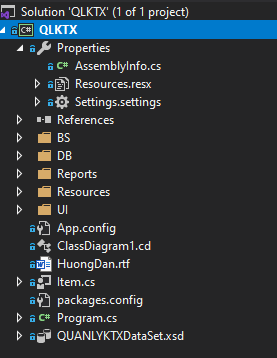 Solution 'QLKTX' (1 of 1 project)
C# QLKTX
Properties
C# AssemblyInfo.cs
Resources.resx
Settings.settings
References
BS
DB
Reports
Resources
UI
App.config
ClassDiagram1.cd
HuongDan.rtf
Item.cs
packages.config
C# Program.cs
QUANLYKTXDataSet.xsd